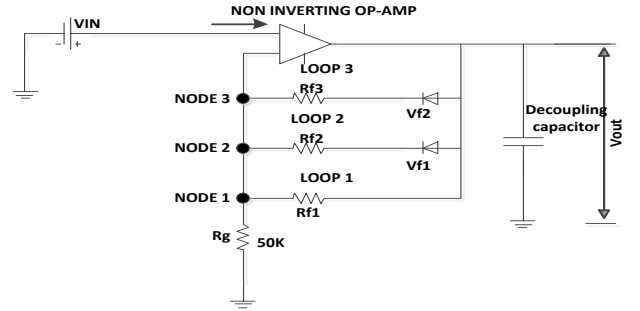 NON INVERTING OP-AMP
VIN
- +
LOOP 3
Rf3
NODE 3
Vf2
LOOP 2
Rf2
NODE 2
Vf1
Decoupling
capacitor
Vout
LOOP 1
NODE 1
Rf1
Rg
50K